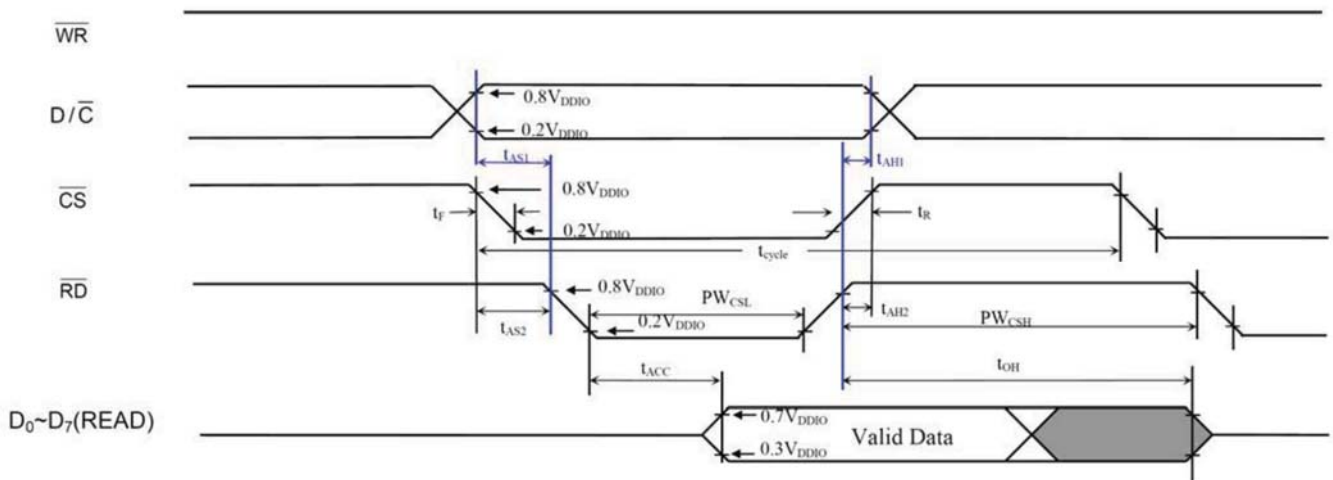 WR
D/C
0.8VDDIO
0.2VDDIO
tAS1
tAH1
CS
0.8VDDIO
tF
tR
0.2VDDIO
tcycle
RD
0.8VDDIO
PWCSL
tAS2
0.2VDDIO
tAH2
PWCSH
tACC
tOH
D0~D7(READ)
0.7VDDIO
Valid Data
0.3VDDIO